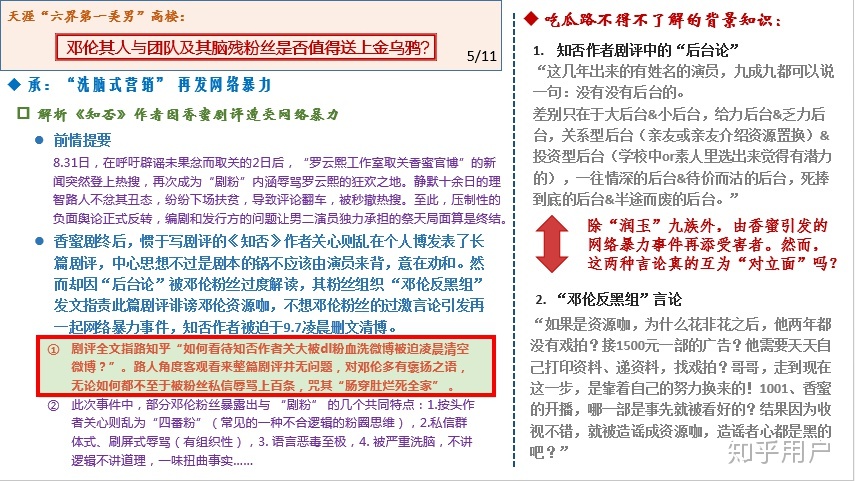 天涯“六界第一美男”高楼：
邓伦其人与团队及其脑残粉丝是否值得送上金乌鸦?
5/11
◆ 承：“洗脑式营销” 再发网络暴力
解析《知否》作者因香蜜剧评遭受网络暴力
● 前情提要
8.31日，在呼吁辟谣未果忿而取关的2日后，“罗云熙工作室取关香蜜官博”的新
闻突然登上热搜，再次成为“剧粉”内涵辱骂罗云熙的狂欢之地。静默十余日的理
智路人不忿其丑态，纷纷下场扶贫，导致评论翻车，被秒撤热搜。至此，压制性的
负面舆论正式反转，编剧和发行方的问题让男二演员独力承担的祭天局面算是终结。
● 香蜜剧终后，惯于写剧评的《知否》作者关心则乱在个人博发表了长
篇剧评，中心思想不过是剧本的锅不应该由演员来背，意在劝和。然
而却因“后台论”被邓伦粉丝过度解读，其粉丝组织 “邓伦反黑组”
发文指责此篇剧评诽谤邓伦资源咖，不想邓伦粉丝的过激言论引发再
一起网络暴力事件，知否作者被迫于9.7凌晨删文清博。
① 剧评全文指路知乎“如何看待知否作者关大被dl粉血洗微博被迫凌晨清空
微博？”。路人角度客观看来整篇剧评并无问题，对邓伦多有褒扬之语，
无论如何都不至于被粉丝私信辱骂上百条，咒其“肠穿肚烂死全家” 。
② 此次事件中，部分邓伦粉丝暴露出与 “剧粉” 的几个共同特点：1.按头作
者关心则乱为“四番粉”（常见的一种不合逻辑的粉圈思维），2.私信群
体式、刷屏式辱骂（有组织性），3. 语言恶毒至极，4. 被严重洗脑，不讲
逻辑不讲道理，一味扭曲事实……
◆ 吃瓜路不得不了解的背景知识：
1. 知否作者剧评中的“后台论”
“这几年出来的有姓名的演员，九成九都可以说
一句：没有没有后台的。
差别只在于大后台&小后台，给力后台&乏力后
台，关系型后台（亲友或亲友介绍资源置换）&
投资型后台（学校中or素人里选出来觉得有潜力
的），一往情深的后台&待价而沽的后台，死捧
到底的后台&半途而废的后台。”
除“润玉”九族外，由香蜜引发的
网络暴力事件再添受害者。然而，
这两种言论真的互为“对立面”吗？
2. “邓伦反黑组”言论
“如果是资源咖，为什么花非花之后，他两年都
没有戏拍？接1500元一部的广告？他需要天天自
己打印资料、递资料，找戏拍？哥哥，走到现在
这一步，是靠着自己的努力换来的！1001、香蜜
的开播，哪一部是事先就被看好的？结果因为收
视不错，就被造谣成资源咖，造谣者心都是黑的
吧？”
知乎用户